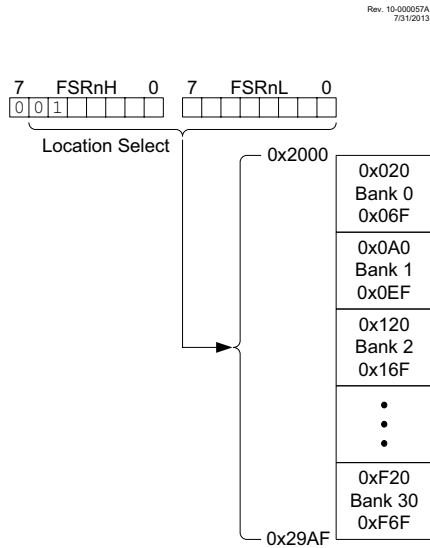 Rev. 10-000057A
7/31/2013
7 FSRnH 0 7 FSRnL 0
0 0 1
Location Select
0x2000
0x020
Bank 0
0x06F
0x0A0
Bank 1
0x0EF
0x120
Bank 2
0x16F
0xF20
Bank 30
0xF6F
0x29AF